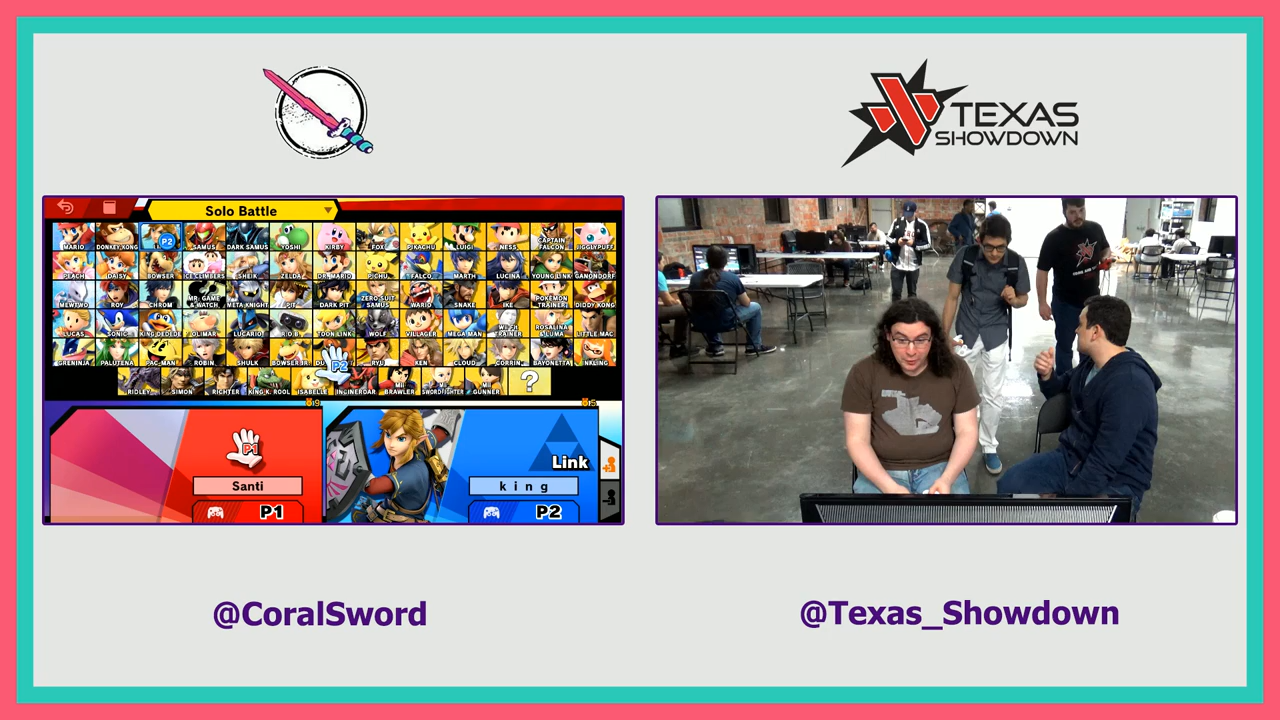 TEXAS
SHOWDOWN
Solo Battle
MARIO DONKEY KONG P2 SAMUS DARK SAMUS YOSHI KIRBY FOX PIKACHU LUIGI NESS CAPTAIN FALCON JIGGLYPUFF
PEACH DAISY BOWSER ICE CLIMBERS SHEIK ZELDA DR. MARIO PICHU FALCO MARTH LUCINA YOUNG LINK GANONDORF
MEWTWO ROY CHROM MR. GAME & WATCH META KNIGHT PIT DARK PIT ZERO SUIT SAMUS WARIO SNAKE IKE POKÉMON TRAINER DIDDY KONG
LUCAS SONIC KING DEDEDE OLIMAR LUCARIO R.O.B. TOON LINK WOLF VILLAGER MEGA MAN Wii Fit TRAINER ROSALINA & LUMA LITTLE MAC
GRENINJA PALUTENA PAC-MAN ROBIN SHULK BOWSER JR. P2 RYU KEN CLOUD CORRIN BAYONETTA INKLING
RIDLEY SIMON RICHTER KING K. ROOL ISABELLE INCINEROAR Mii BRAWLER Mii SWORDFIGHTER Mii GUNNER ?
9 5
P1
Link
Santi
king
P1
P2
@CoralSword
@Texas_Showdown